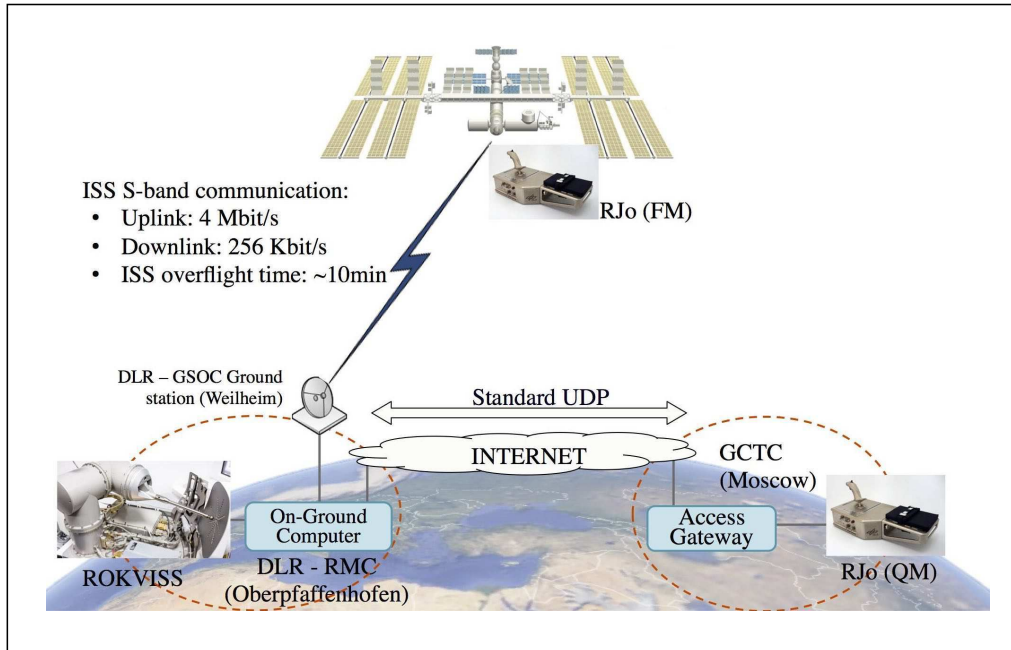 ISS S-band communication:
• Uplink: 4 Mbit/s
• Downlink: 256 Kbit/s
• ISS overflight time: ~10min
RJo (FM)
DLR – GSOC Ground
station (Weilheim)
Standard UDP
INTERNET
GCTC
(Moscow)
On-Ground
Computer
Access
Gateway
ROKVISS
DLR - RMC
(Oberpfaffenhofen)
RJo (QM)